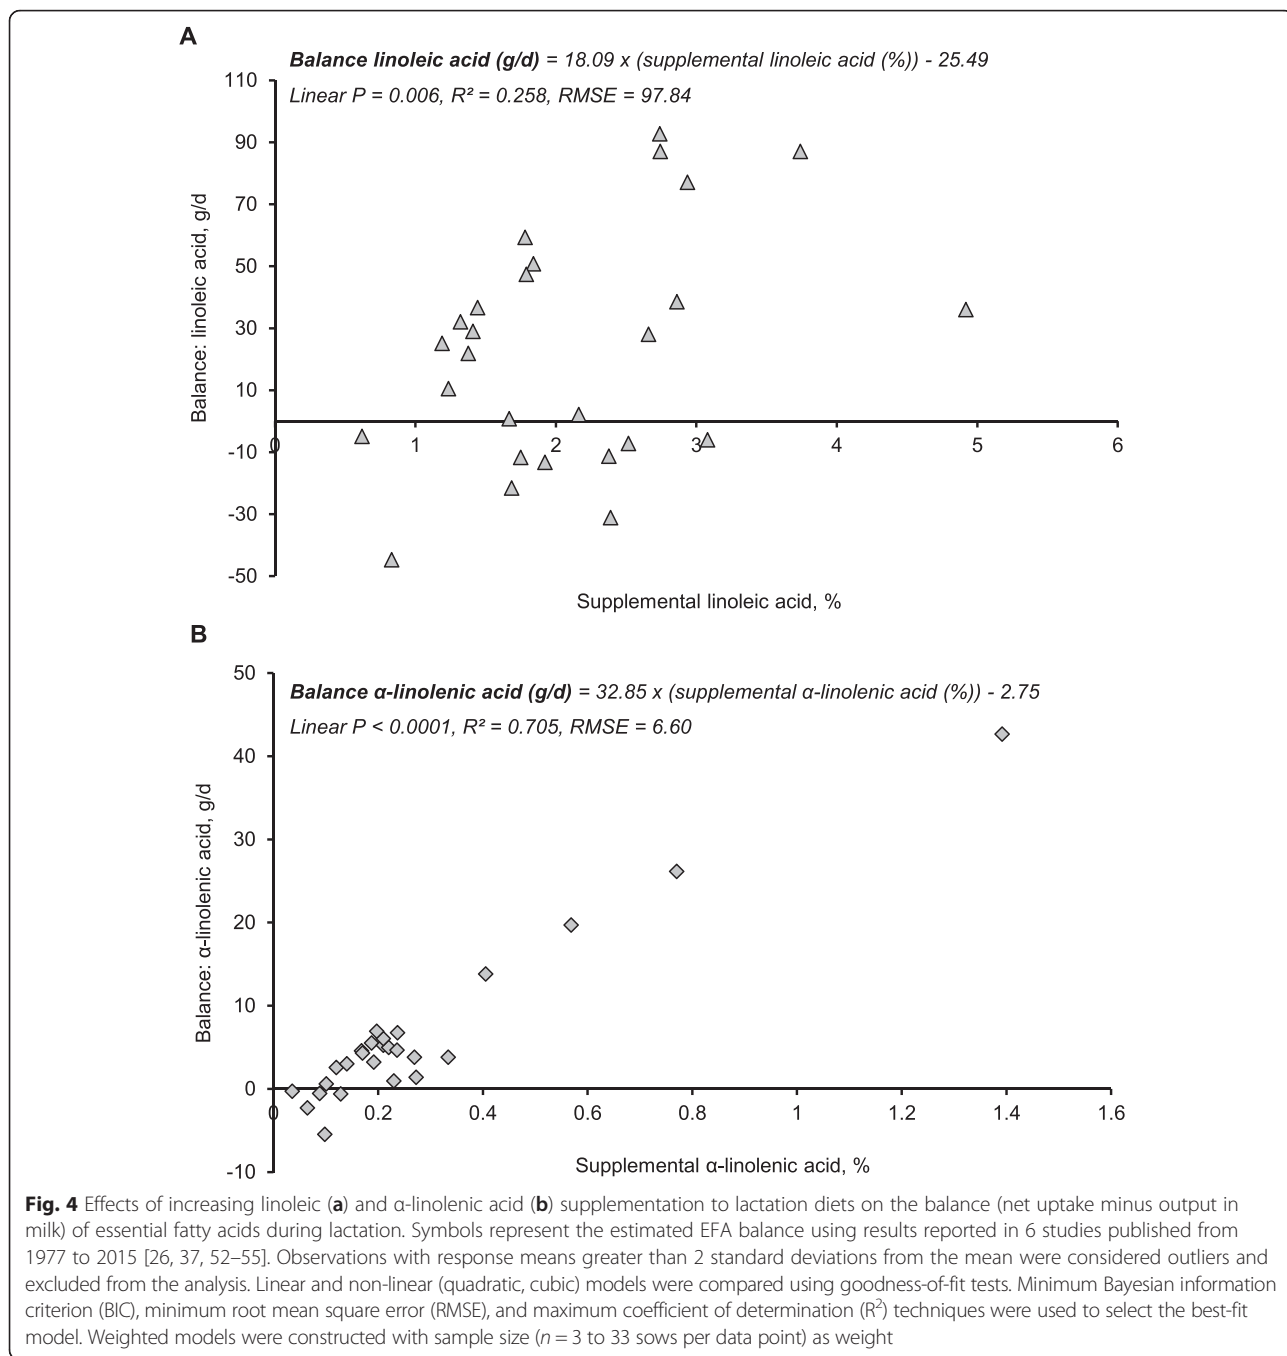 A
Balance linoleic acid (g/d) = 18.09 x (supplemental linoleic acid (%)) - 25.49
Linear P = 0.006, R² = 0.258, RMSE = 97.84
110
90
70
50
30
10
-10
-30
-50
Balance: linoleic acid, g/d
0 1 2 3 4 5 6
Supplemental linoleic acid, %
B
Balance α-linolenic acid (g/d) = 32.85 x (supplemental α-linolenic acid (%)) - 2.75
Linear P < 0.0001, R² = 0.705, RMSE = 6.60
50
40
30
20
10
0
-10
Balance: α-linolenic acid, g/d
0 0.2 0.4 0.6 0.8 1 1.2 1.4 1.6
Supplemental α-linolenic acid, %
Fig. 4 Effects of increasing linoleic (a) and α-linolenic acid (b) supplementation to lactation diets on the balance (net uptake minus output in
milk) of essential fatty acids during lactation. Symbols represent the estimated EFA balance using results reported in 6 studies published from
1977 to 2015 [26, 37, 52–55]. Observations with response means greater than 2 standard deviations from the mean were considered outliers and
excluded from the analysis. Linear and non-linear (quadratic, cubic) models were compared using goodness-of-fit tests. Minimum Bayesian information
criterion (BIC), minimum root mean square error (RMSE), and maximum coefficient of determination (R²) techniques were used to select the best-fit
model. Weighted models were constructed with sample size (n = 3 to 33 sows per data point) as weight